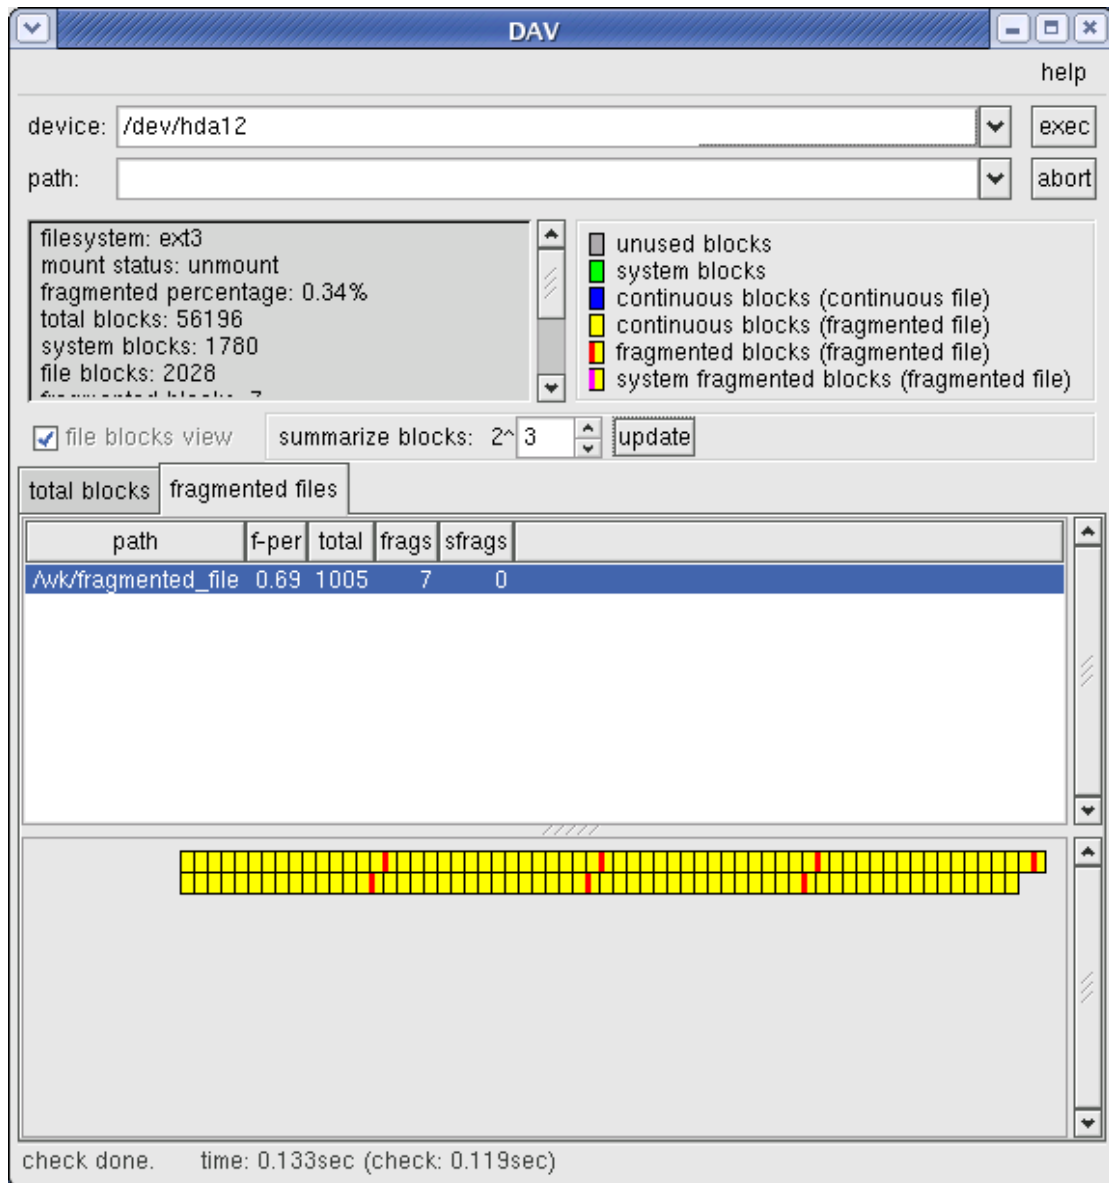 DAV
help
device: /dev/hda12 exec
path: abort
filesystem: ext3
mount status: unmount
fragmented percentage: 0.34%
total blocks: 56196
system blocks: 1780
file blocks: 2028
unused blocks
system blocks
continuous blocks (continuous file)
continuous blocks (fragmented file)
fragmented blocks (fragmented file)
system fragmented blocks (fragmented file)
file blocks view summarize blocks: 2^ 3 update
total blocks fragmented files
path f-per total frags sfrags
/wk/fragmented_file 0.69 1005 7 0
check done. time: 0.133sec (check: 0.119sec)